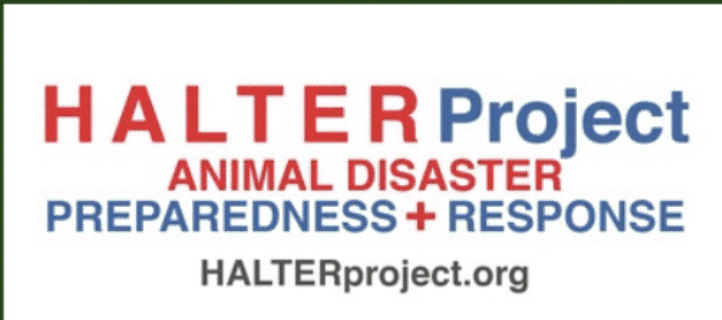 HALTER Project
ANIMAL DISASTER
PREPAREDNESS + RESPONSE
HALTERproject.org